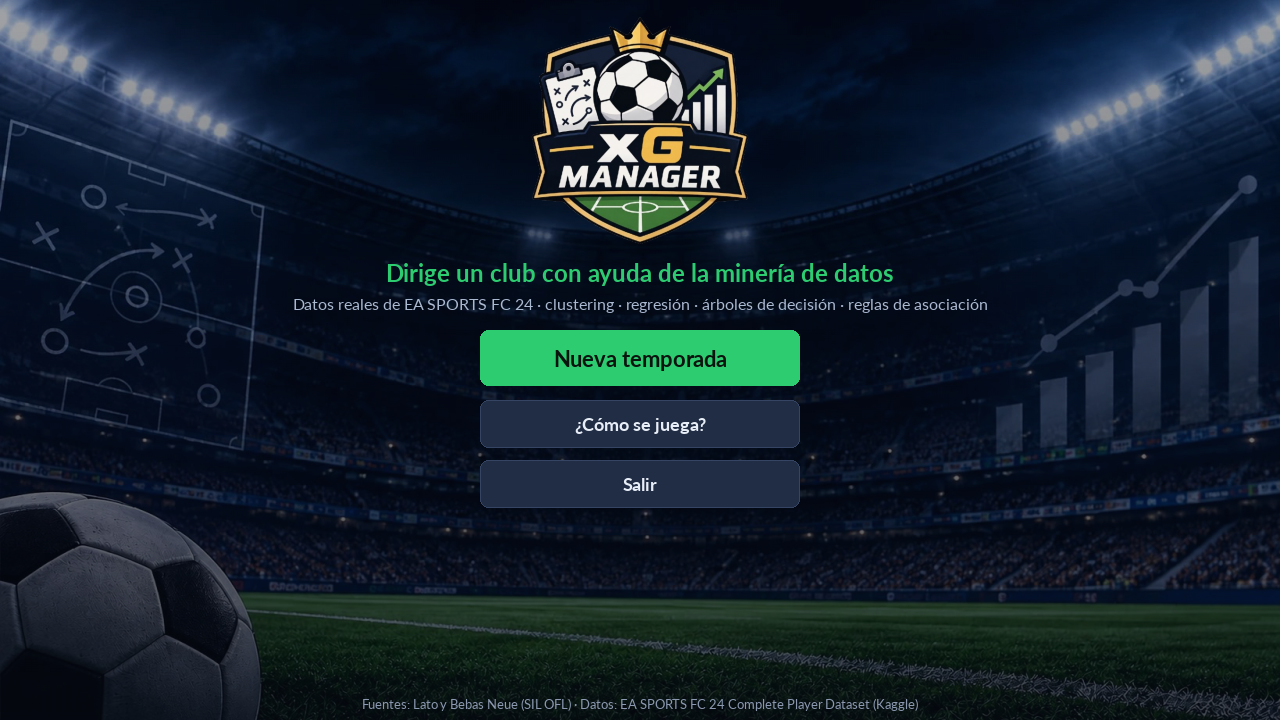 XG
MANAGER
Dirige un club con ayuda de la minería de datos
Datos reales de EA SPORTS FC 24 · clustering · regresión · árboles de decisión · reglas de asociación
Nueva temporada
¿Cómo se juega?
Salir
Fuentes: Lato y Bebas Neue (SIL OFL) · Datos: EA SPORTS FC 24 Complete Player Dataset (Kaggle)